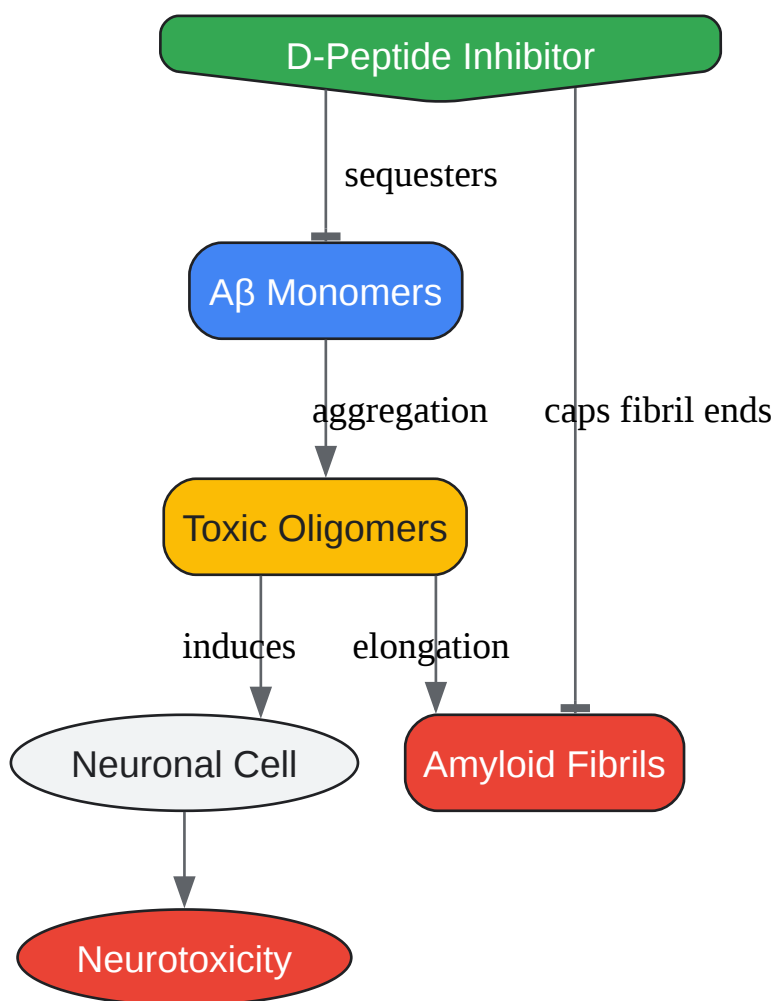 D-Peptide Inhibitor
sequesters
Aβ Monomers
aggregation
caps fibril ends
Toxic Oligomers
induces
elongation
Neuronal Cell
Amyloid Fibrils
Neurotoxicity